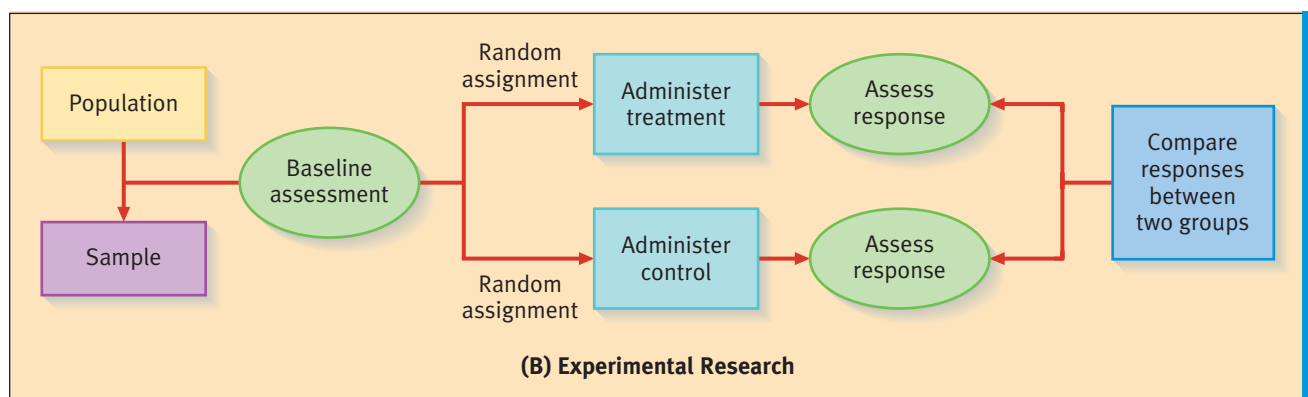 Population
Sample
Baseline
assessment
Random
assignment
Administer
treatment
Assess
response
Random
assignment
Administer
control
Assess
response
Compare
responses
between
two groups
(B) Experimental Research